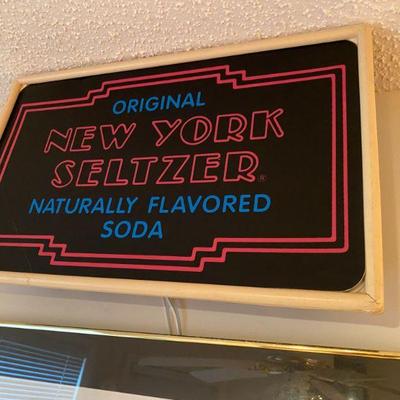 ORIGINAL
NEW YORK
SELTZER®
NATURALLY FLAVORED
SODA